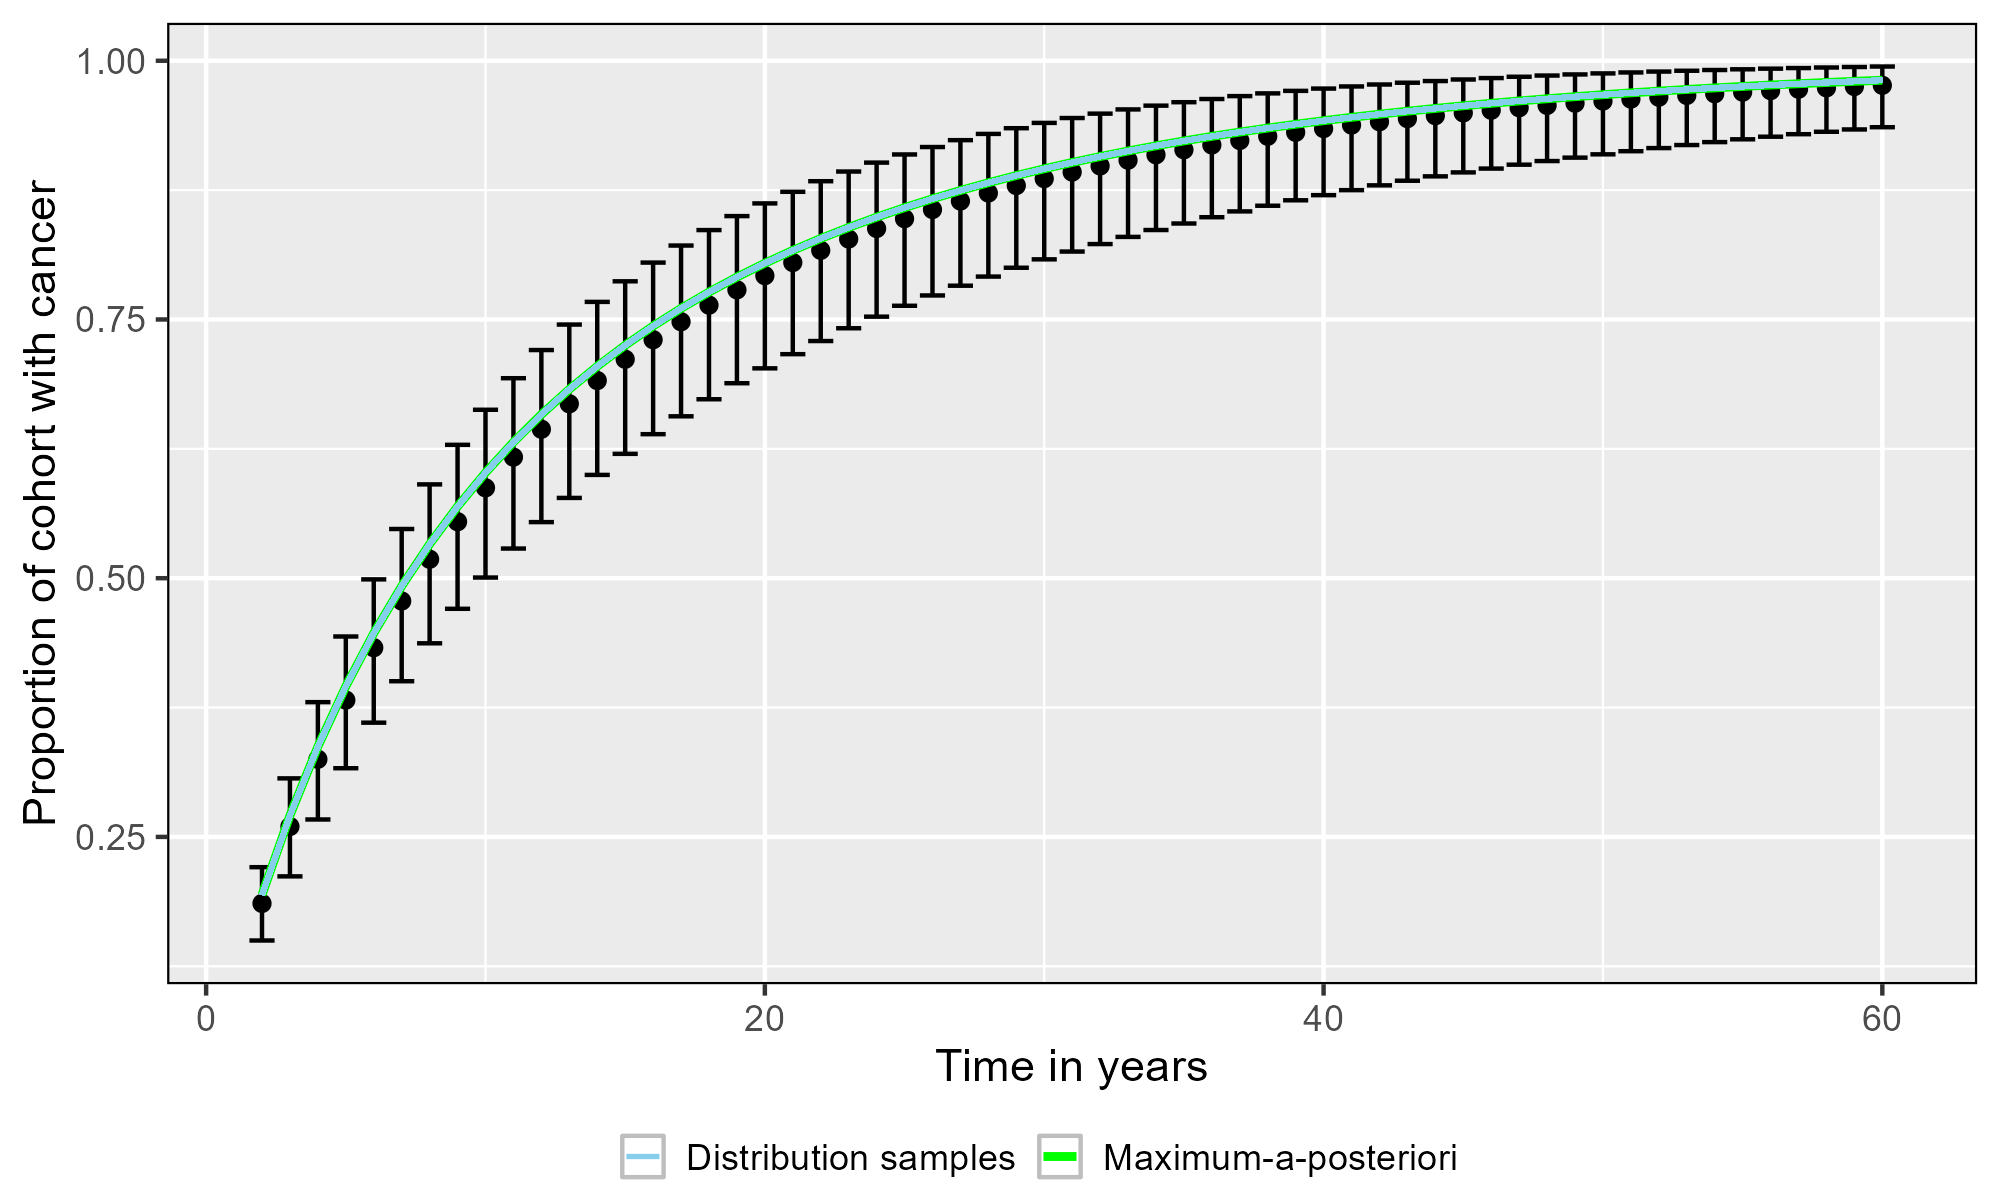 Proportion of cohort with cancer
1.00
0.75
0.50
0.25
0 20 40 60
Time in years
Distribution samples Maximum-a-posteriori